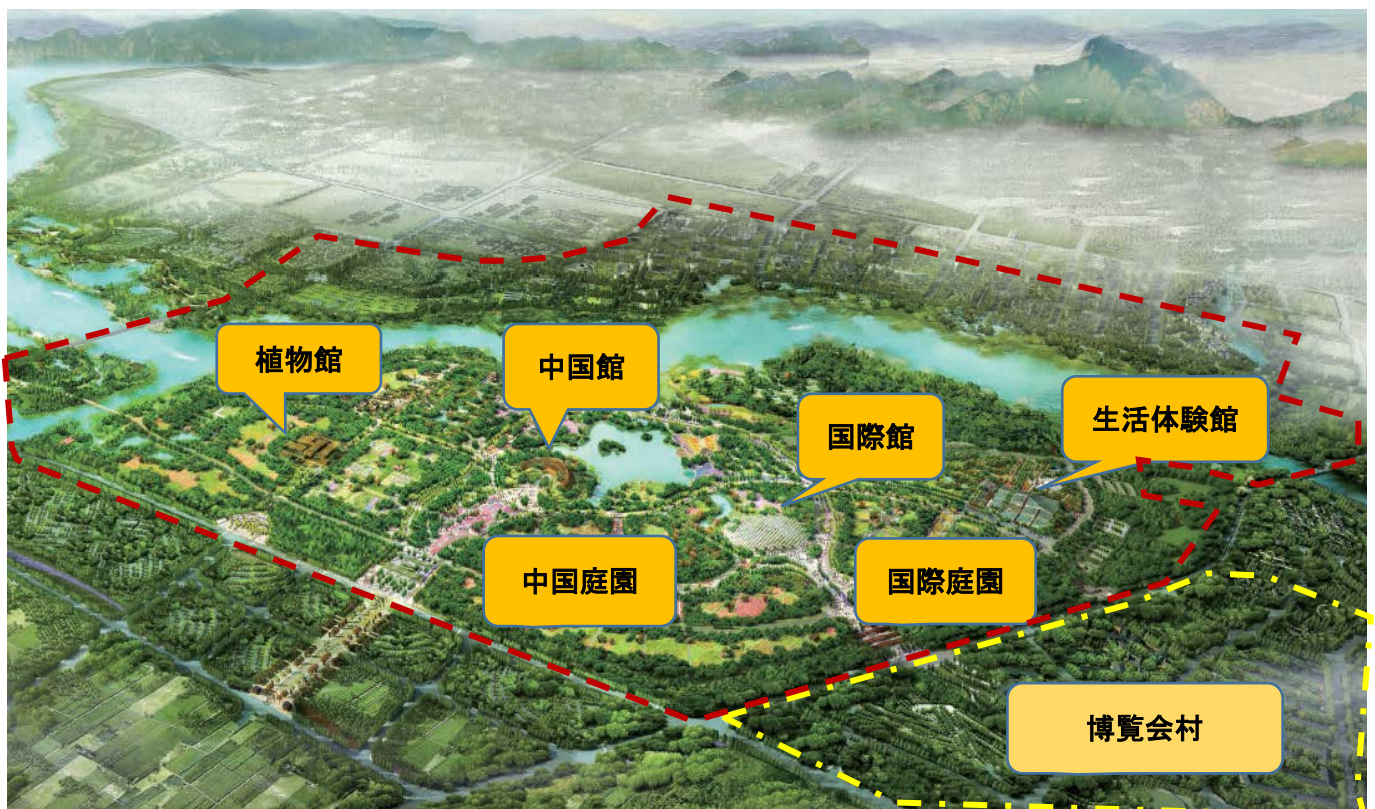 植物館
中国館
国際館
生活体験館
中国庭園
国際庭園
博覧会村